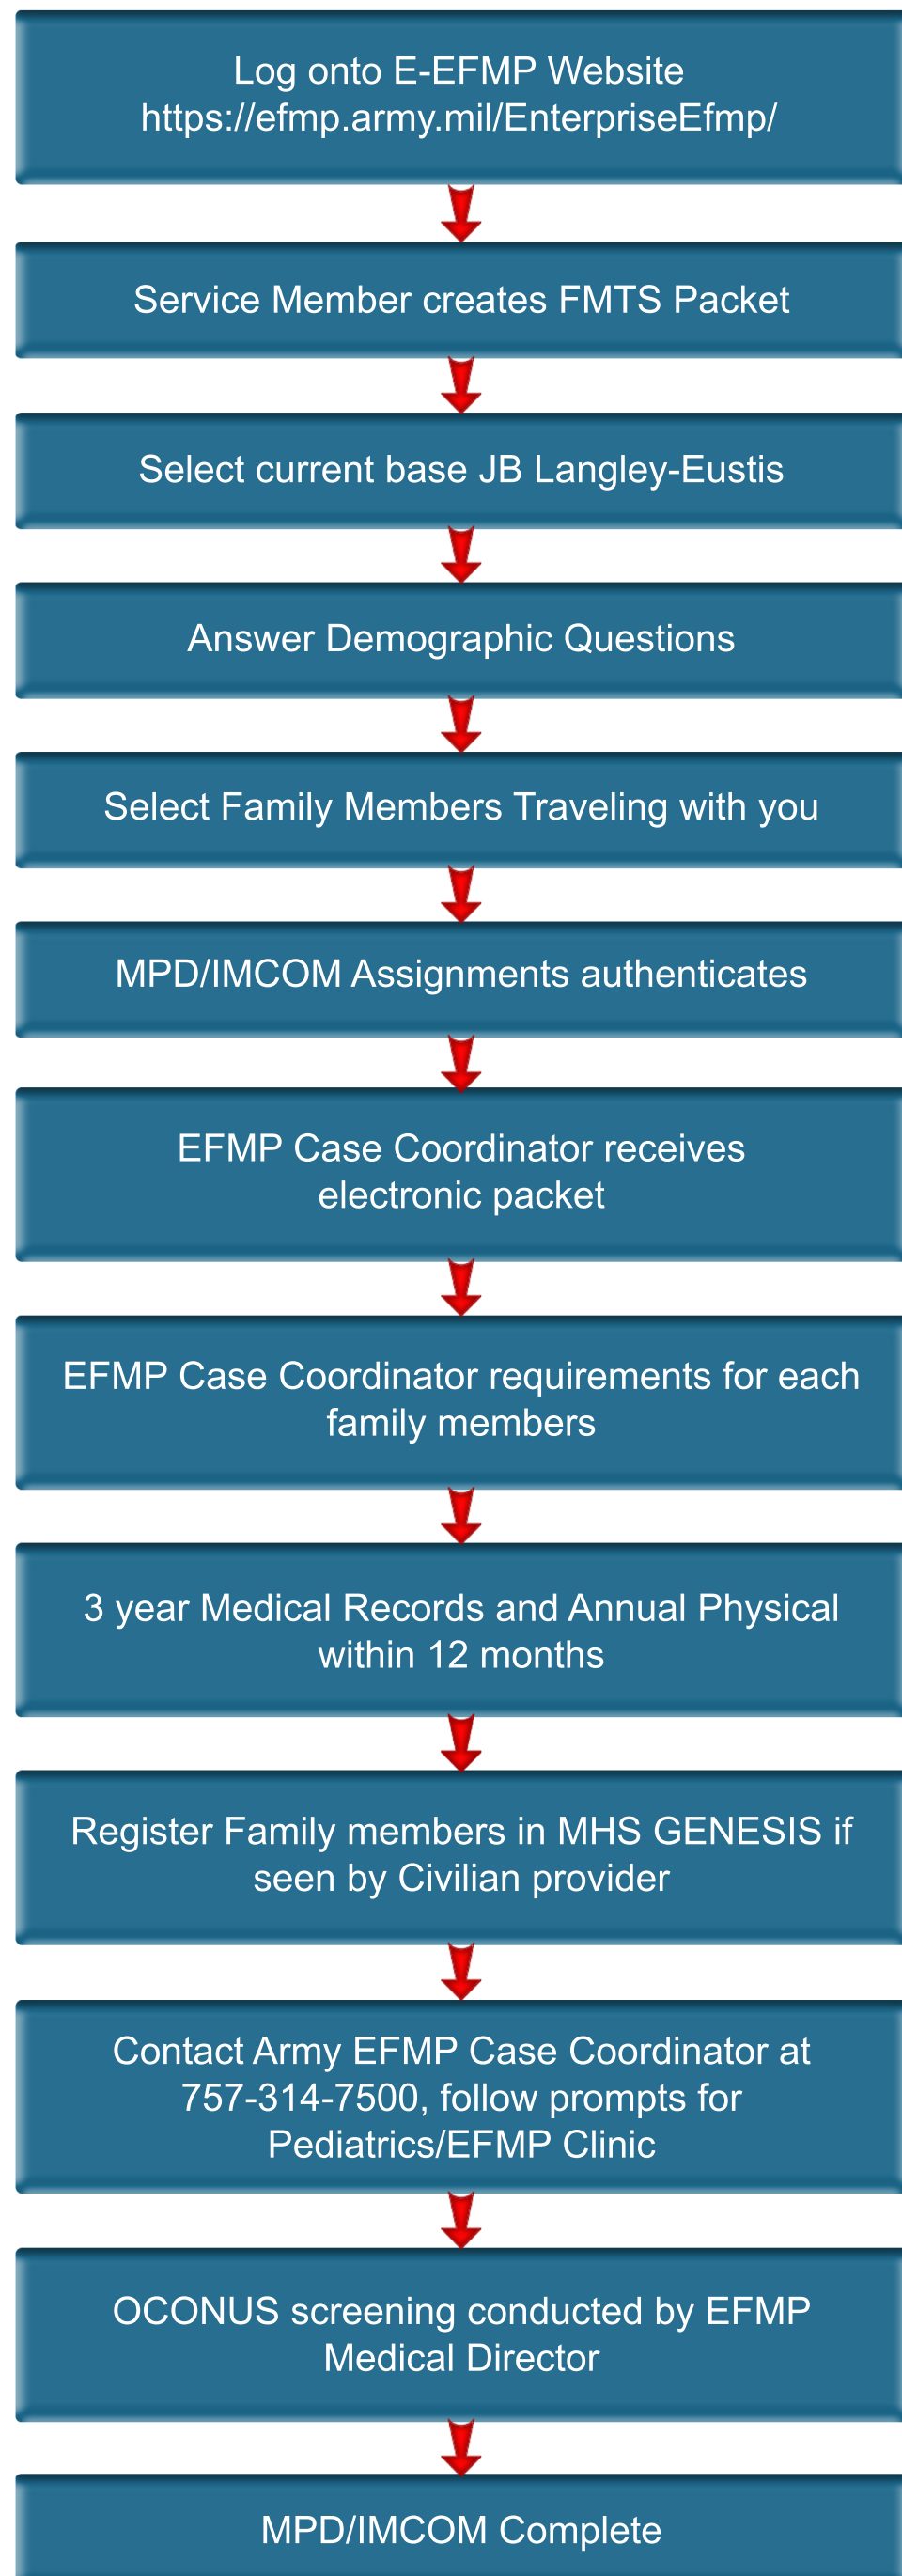 Log onto E-EFMP Website
https://efmp.army.mil/EnterpriseEfmp/
Service Member creates FMTS Packet
Select current base JB Langley-Eustis
Answer Demographic Questions
Select Family Members Traveling with you
MPD/IMCOM Assignments authenticates
EFMP Case Coordinator receives
electronic packet
EFMP Case Coordinator requirements for each
family members
3 year Medical Records and Annual Physical
within 12 months
Register Family members in MHS GENESIS if
seen by Civilian provider
Contact Army EFMP Case Coordinator at
757-314-7500, follow prompts for
Pediatrics/EFMP Clinic
OCONUS screening conducted by EFMP
Medical Director
MPD/IMCOM Complete